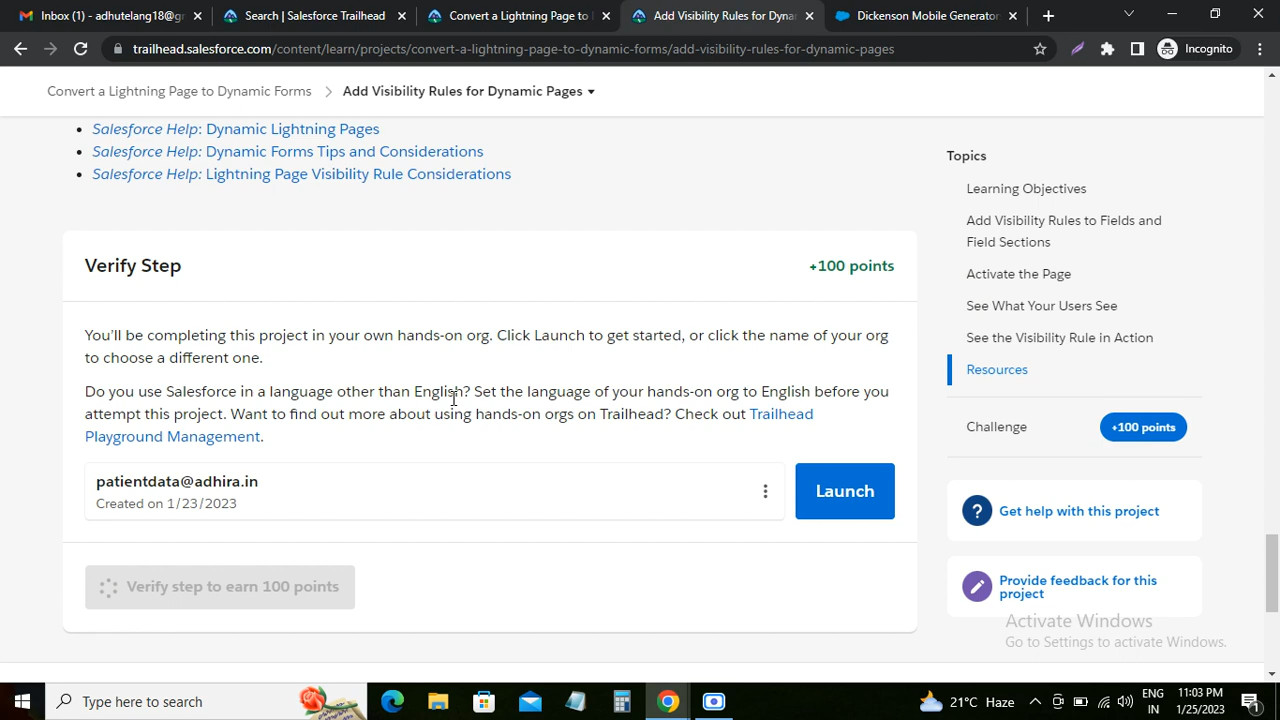 Inbox (1) - adhutelang18@gr
Search | Salesforce Trailhead
Convert a Lightning Page to
Add Visibility Rules for Dyna
Dickenson Mobile Generator
trailhead.salesforce.com/content/learn/projects/convert-a-lightning-page-to-dynamic-forms/add-visibility-rules-for-dynamic-pages
Incognito
Convert a Lightning Page to Dynamic Forms
Add Visibility Rules for Dynamic Pages
Salesforce Help: Dynamic Lightning Pages
Salesforce Help: Dynamic Forms Tips and Considerations
Salesforce Help: Lightning Page Visibility Rule Considerations
Verify Step
+100 points
You'll be completing this project in your own hands-on org. Click Launch to get started, or click the name of your org
to choose a different one.
Do you use Salesforce in a language other than English? Set the language of your hands-on org to English before you
attempt this project. Want to find out more about using hands-on orgs on Trailhead? Check out Trailhead
Playground Management.
patientdata@adhira.in
Created on 1/23/2023
Launch
Verify step to earn 100 points
Topics
Learning Objectives
Add Visibility Rules to Fields and
Field Sections
Activate the Page
See What Your Users See
See the Visibility Rule in Action
Resources
Challenge
+100 points
Get help with this project
Provide feedback for this
project
Activate Windows
Go to Settings to activate Windows.
Type here to search
21°C Haze
ENG
IN
11:03 PM
1/25/2023
1